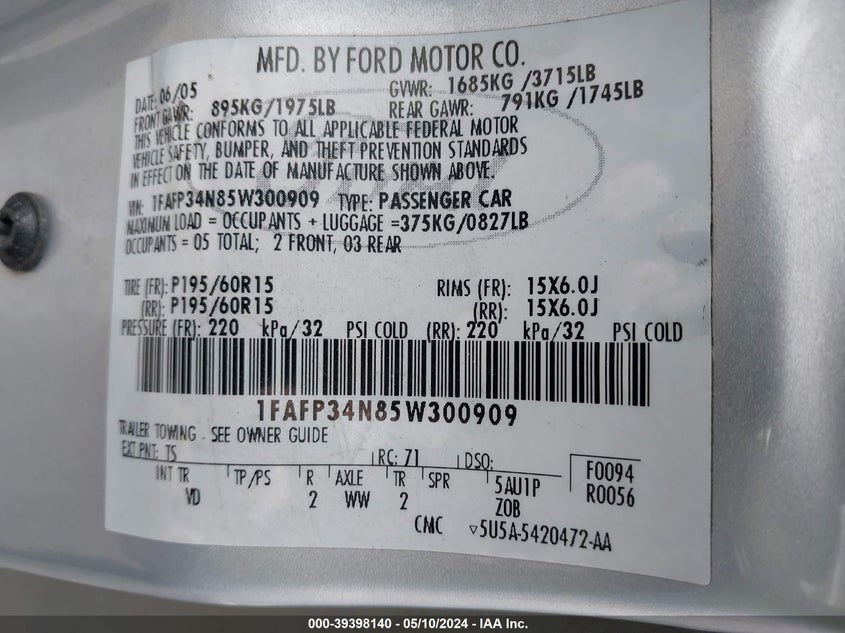 MFD. BY FORD MOTOR CO.
DATE: 06/05 GVWR: 1685KG /3715LB
FRONT GAWR: 895KG/1975LB REAR GAWR: 791KG /1745LB
THIS VEHICLE CONFORMS TO ALL APPLICABLE FEDERAL MOTOR
VEHICLE SAFETY, BUMPER, AND THEFT PREVENTION STANDARDS
IN EFFECT ON THE DATE OF MANUFACTURE SHOWN ABOVE.
VIN: 1FAFP34N85W300909 TYPE: PASSENGER CAR
MAXIMUM LOAD = OCCUPANTS + LUGGAGE =375KG/0827LB
OCCUPANTS = 05 TOTAL; 2 FRONT, 03 REAR
TIRE (FR): P195/60R15 RIMS (FR): 15X6.0J
(RR): P195/60R15 (RR): 15X6.0J
PRESSURE (FR): 220 kPa/32 PSI COLD (RR): 220 kPa/32 PSI COLD
1FAFP34N85W300909
TRAILER TOWING - SEE OWNER GUIDE
EXT PNT: TS RC: 71 DSO: F0094
INT TR TP/PS R AXLE TR SPR 5AU1P R0056
VD 2 WW 2 ZOB
CMC ▽5U5A-5420472-AA
000-39398140 - 05/10/2024 - IAA Inc.